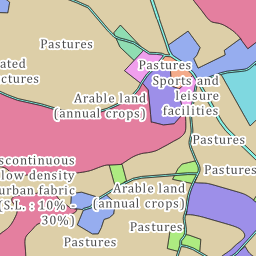 Pastures
ated
ctures
Pastures
Sports and
leisure
facilities
Arable land
(annual crops)
Pastures
iscontinuous
low density
urban fabric
(S.L. : 10% -
30%)
Pastures
Arable land
(annual crops)
Pastures
Pastures